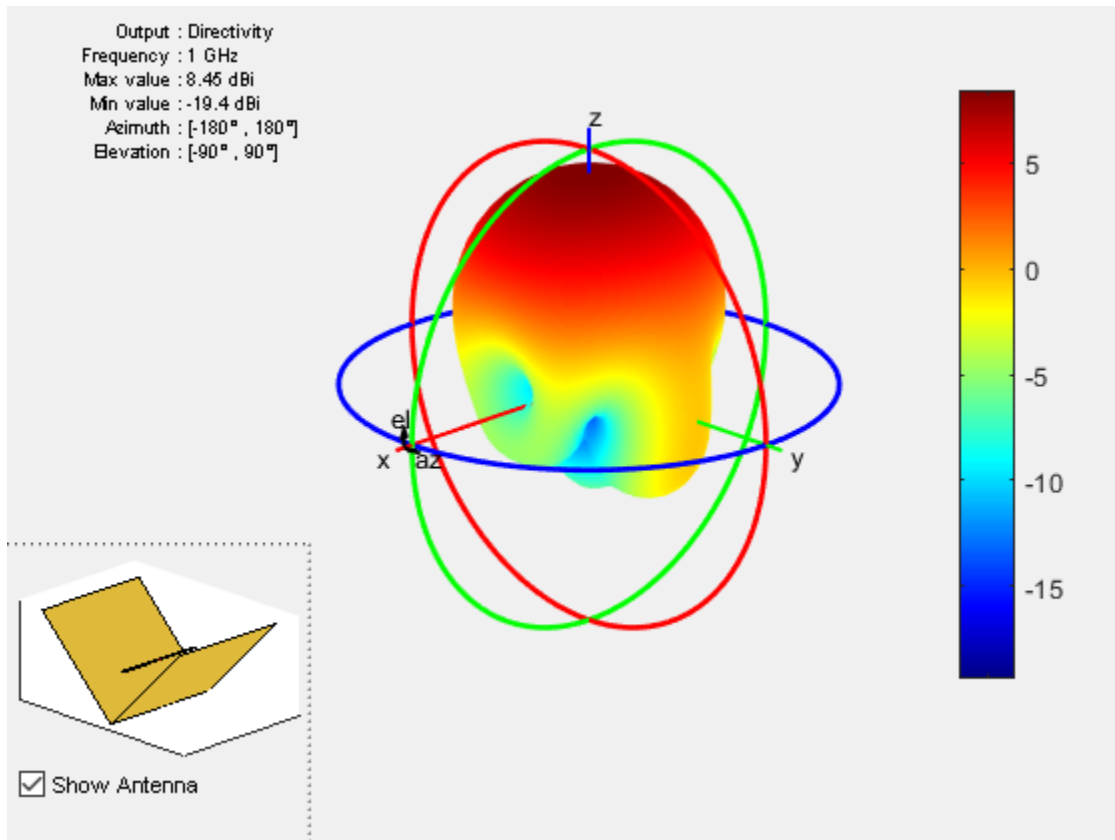 Output : Directivity
Frequency : 1 GHz
Max value : 8.45 dBi
Min value : -19.4 dBi
Azimuth : [-180° , 180°]
Elevation : [-90° , 90°]
z
5
0
-5
-10
-15
el
x
az
y
Show Antenna